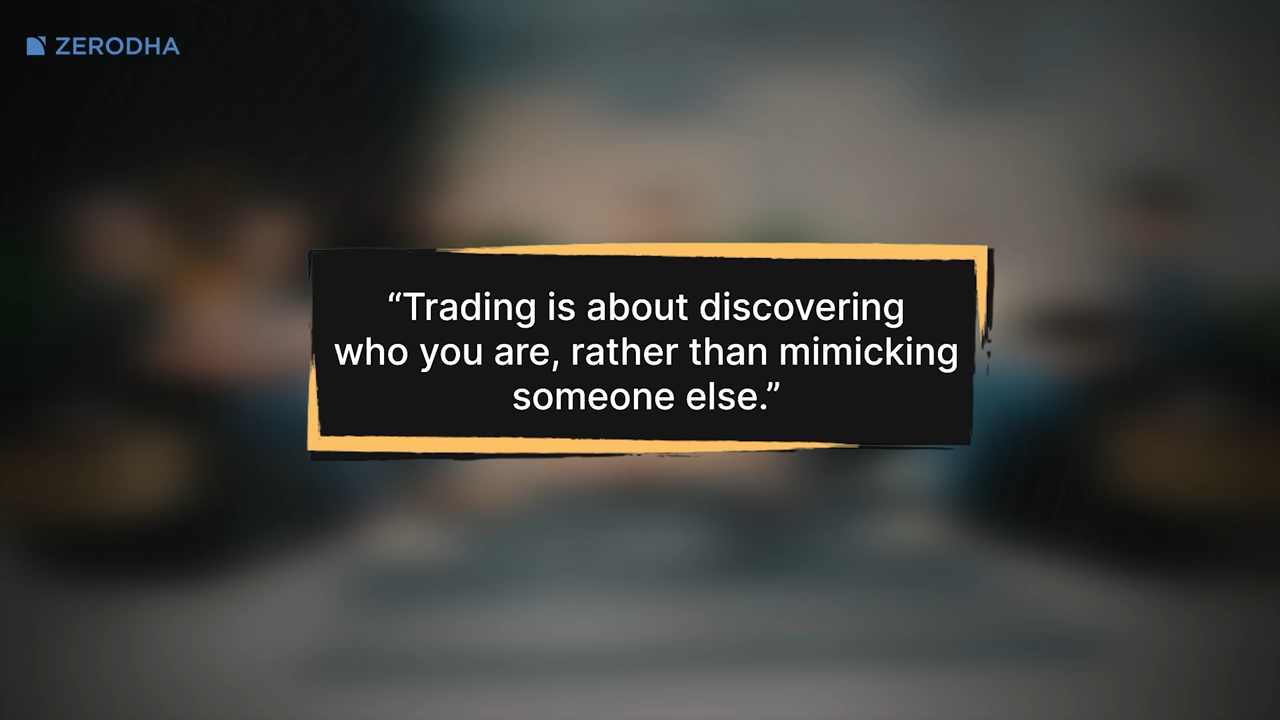 ZERODHA
“Trading is about discovering
who you are, rather than mimicking
someone else.”